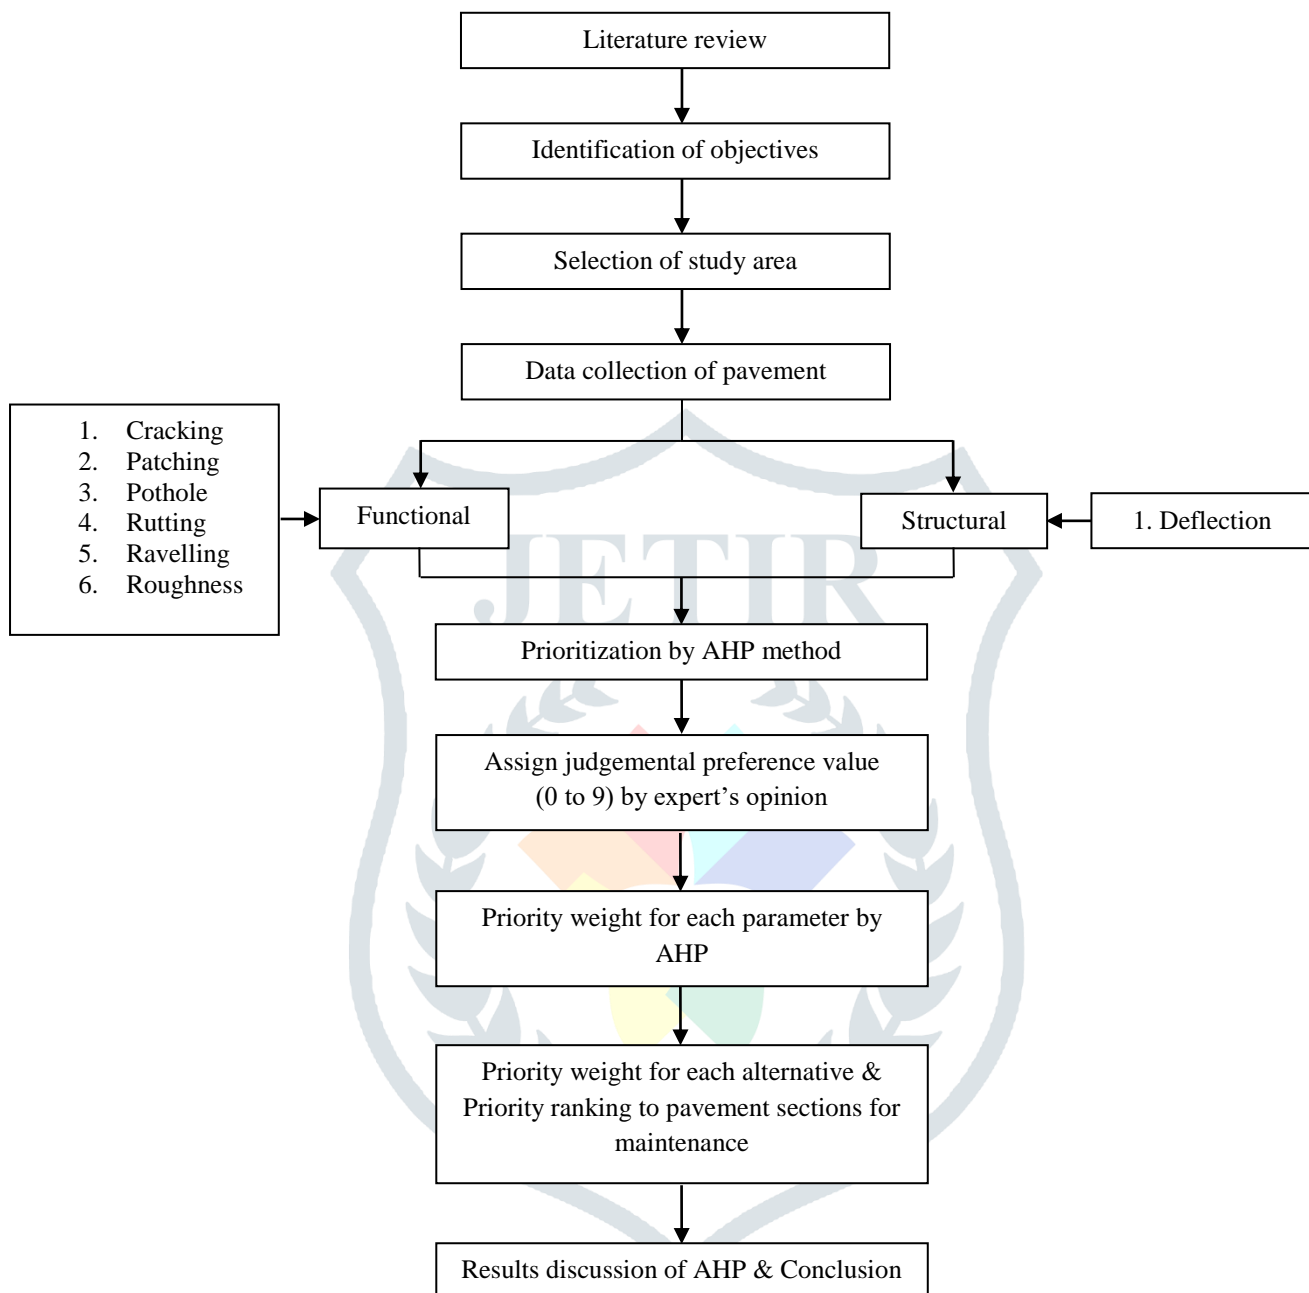 Literature review
Identification of objectives
Selection of study area
Data collection of pavement
1. Cracking
2. Patching
3. Pothole
4. Rutting
5. Ravelling
6. Roughness
Functional
Structural
1. Deflection
JETIR
Prioritization by AHP method
Assign judgemental preference value
(0 to 9) by expert’s opinion
Priority weight for each parameter by
AHP
Priority weight for each alternative &
Priority ranking to pavement sections for
maintenance
Results discussion of AHP & Conclusion